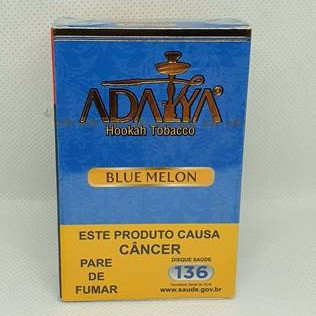 ADALYA®
Hookah Tobacco
BLUE MELON
ESTE PRODUTO CAUSA
CÂNCER
PARE
DE
FUMAR
DISQUE SAÚDE
136
www.saude.gov.br